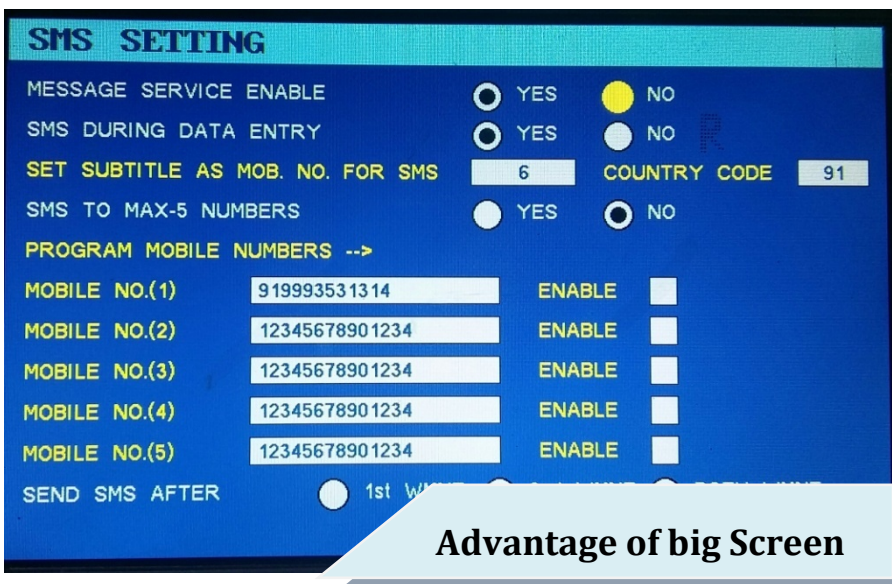 SMS SETTING
MESSAGE SERVICE ENABLE YES NO
SMS DURING DATA ENTRY YES NO
SET SUBTITLE AS MOB. NO. FOR SMS 6 COUNTRY CODE 91
SMS TO MAX-5 NUMBERS YES NO
PROGRAM MOBILE NUMBERS -->
MOBILE NO.(1) 919993531314 ENABLE
MOBILE NO.(2) 12345678901234 ENABLE
MOBILE NO.(3) 12345678901234 ENABLE
MOBILE NO.(4) 12345678901234 ENABLE
MOBILE NO.(5) 12345678901234 ENABLE
SEND SMS AFTER 1st
Advantage of big Screen